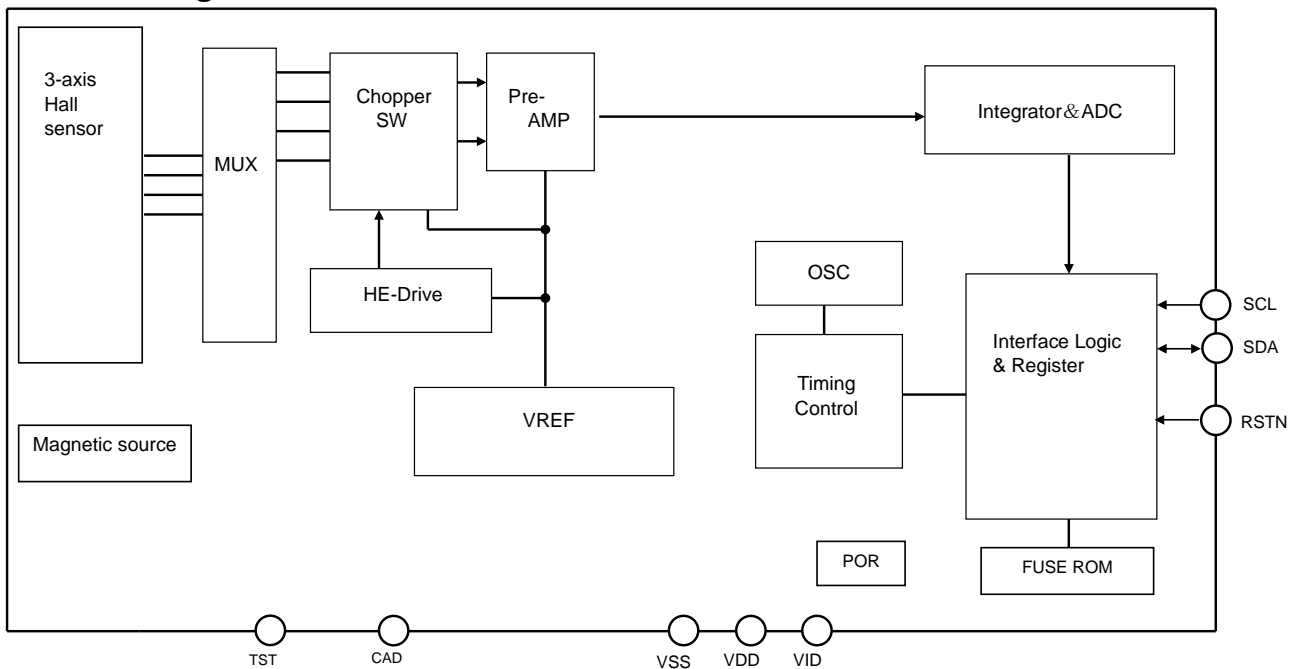 3-axis
Hall
sensor
MUX
Chopper
SW
Pre-
AMP
Integrator&ADC
HE-Drive
OSC
Interface Logic
& Register
Timing
Control
VREF
Magnetic source
POR
FUSE ROM
SCL
SDA
RSTN
TST
CAD
VSS
VDD
VID